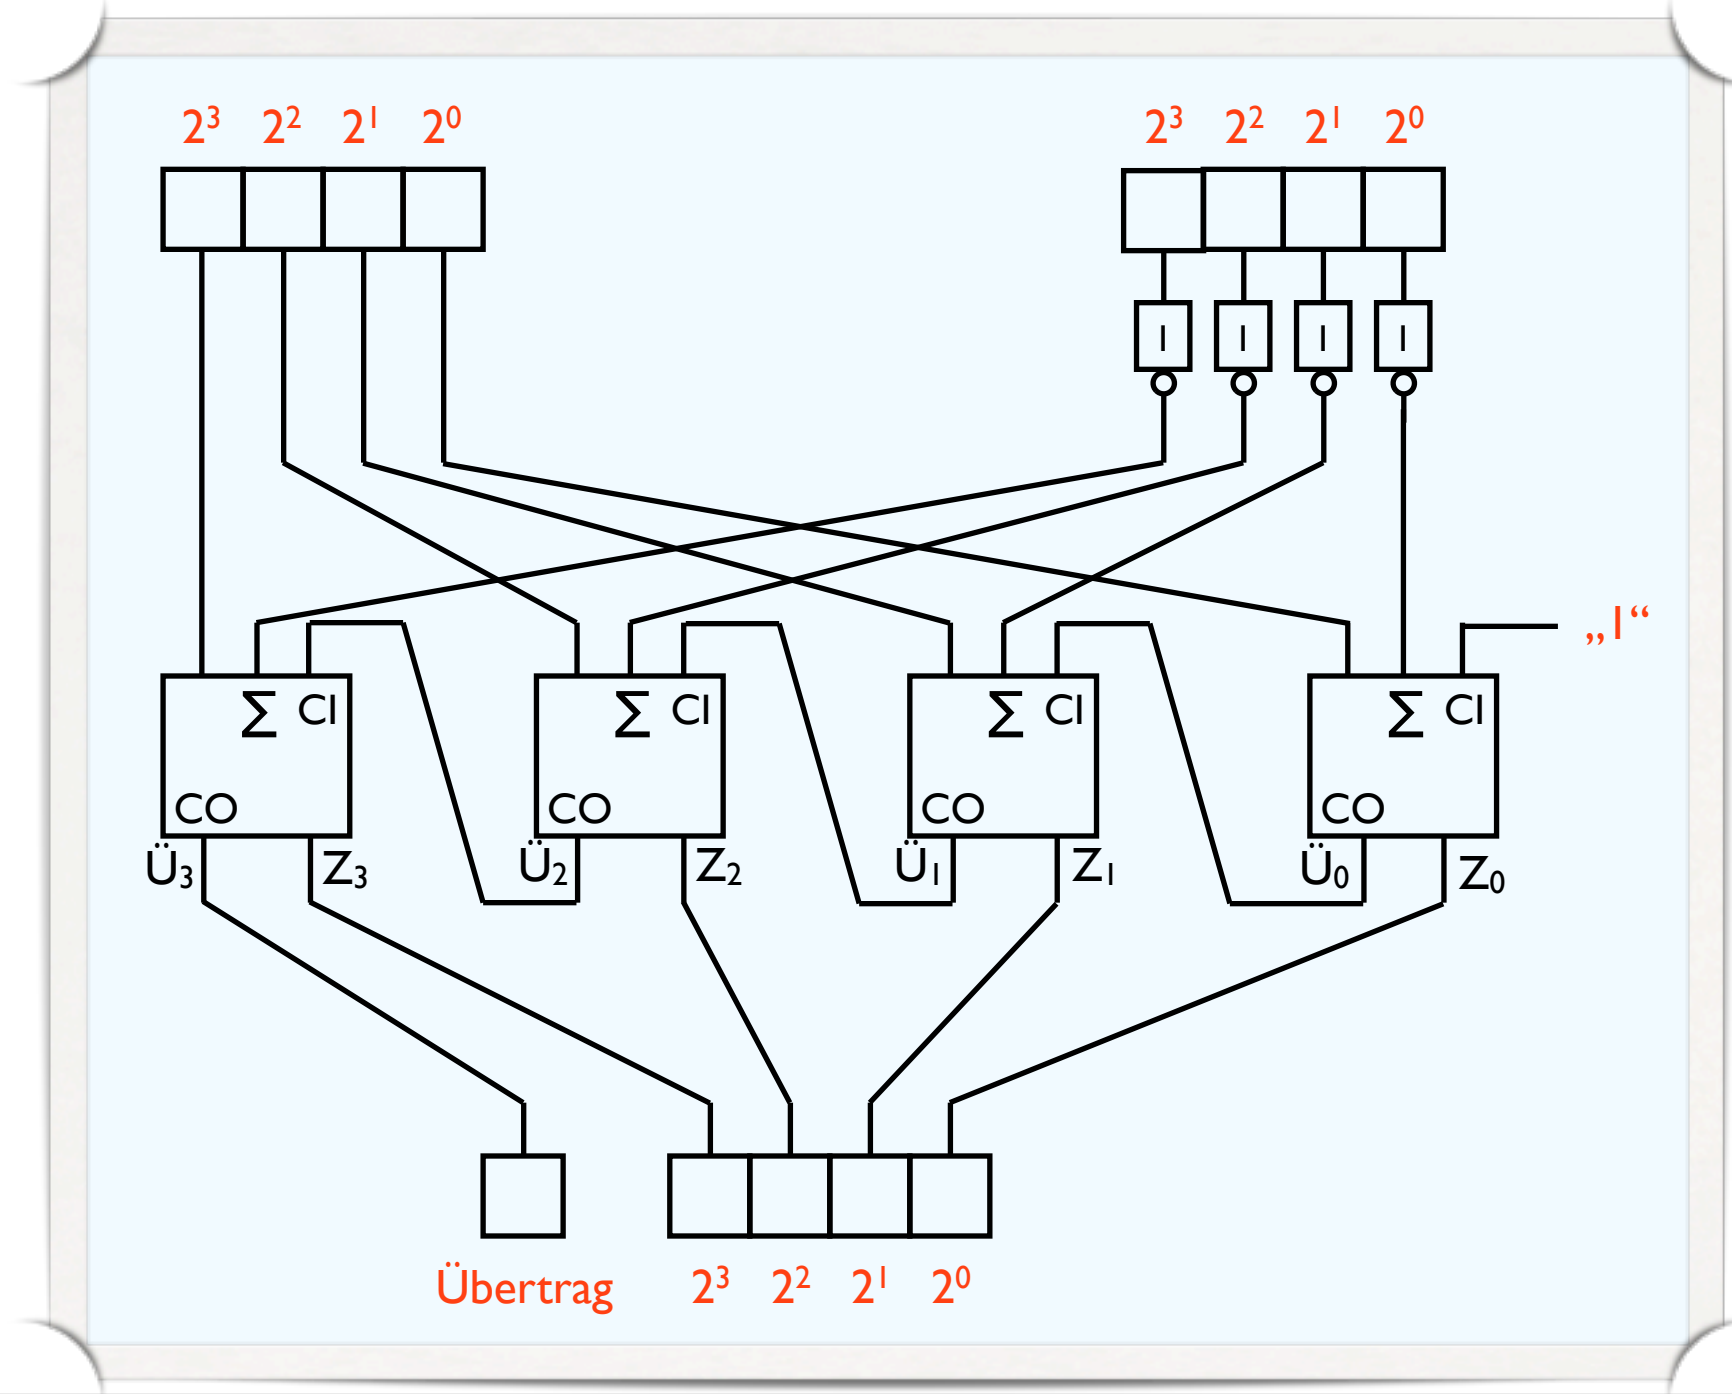 2³ 2² 2¹ 2⁰ 2³ 2² 2¹ 2⁰
1 1 1 1
„1“
Σ CI Σ CI Σ CI Σ CI
CO CO CO CO
Ü₃ Z₃ Ü₂ Z₂ Ü₁ Z₁ Ü₀ Z₀
Übertrag 2³ 2² 2¹ 2⁰